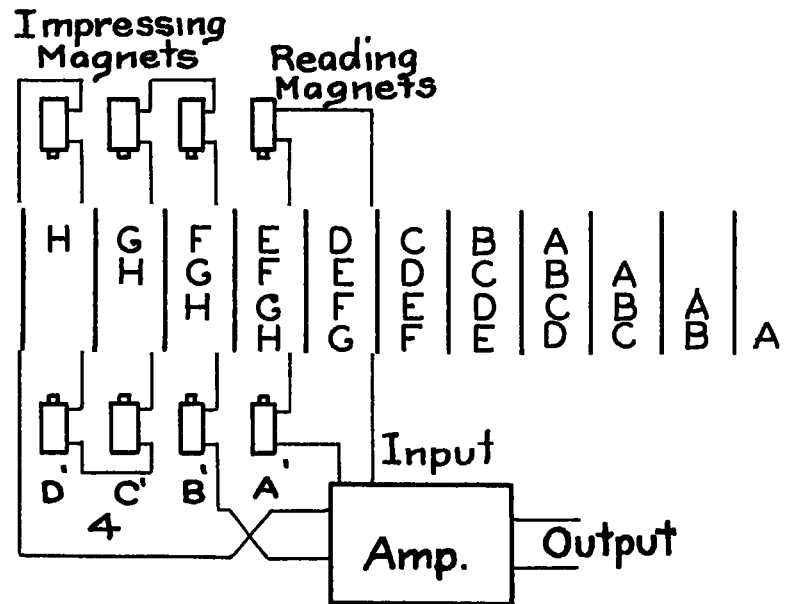 Impressing
Magnets
Reading
Magnets
H G F E D C B A
H G F E D C B A
H G F E D C B A
H G F E D C B A
D' C' B' A'
Input
4
Amp.
Output